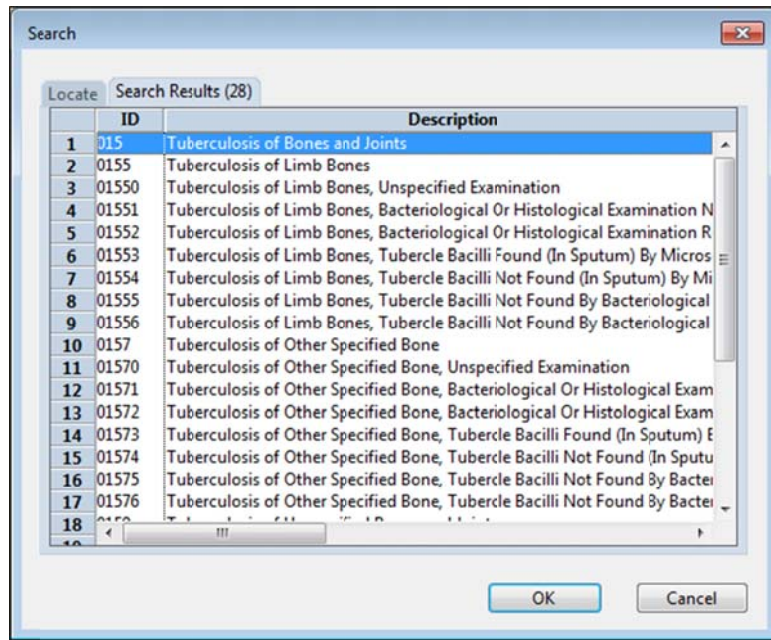 Search
Locate Search Results (28)
ID Description
1 015 Tuberculosis of Bones and Joints
2 0155 Tuberculosis of Limb Bones
3 01550 Tuberculosis of Limb Bones, Unspecified Examination
4 01551 Tuberculosis of Limb Bones, Bacteriological Or Histological Examination N
5 01552 Tuberculosis of Limb Bones, Bacteriological Or Histological Examination R
6 01553 Tuberculosis of Limb Bones, Tubercle Bacilli Found (In Sputum) By Micros
7 01554 Tuberculosis of Limb Bones, Tubercle Bacilli Not Found (In Sputum) By Mi
8 01555 Tuberculosis of Limb Bones, Tubercle Bacilli Not Found By Bacteriological
9 01556 Tuberculosis of Limb Bones, Tubercle Bacilli Not Found By Bacteriological
10 0157 Tuberculosis of Other Specified Bone
11 01570 Tuberculosis of Other Specified Bone, Unspecified Examination
12 01571 Tuberculosis of Other Specified Bone, Bacteriological Or Histological Exam
13 01572 Tuberculosis of Other Specified Bone, Bacteriological Or Histological Exam
14 01573 Tuberculosis of Other Specified Bone, Tubercle Bacilli Found (In Sputum) B
15 01574 Tuberculosis of Other Specified Bone, Tubercle Bacilli Not Found (In Sputu
16 01575 Tuberculosis of Other Specified Bone, Tubercle Bacilli Not Found By Bacter
17 01576 Tuberculosis of Other Specified Bone, Tubercle Bacilli Not Found By Bacter
18
OK Cancel